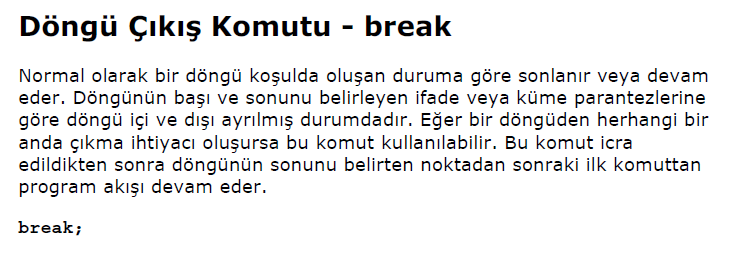 Döngü Çıkış Komutu - break
Normal olarak bir döngü koşulda oluşan duruma göre sonlanır veya devam
eder. Döngünün başı ve sonunu belirleyen ifade veya küme parantezlerine
göre döngü içi ve dışı ayrılmış durumdadır. Eğer bir döngüden herhangi bir
anda çıkma ihtiyacı oluşursa bu komut kullanılabilir. Bu komut icra
edildikten sonra döngünün sonunu belirten noktadan sonraki ilk komuttan
program akışı devam eder.
break;